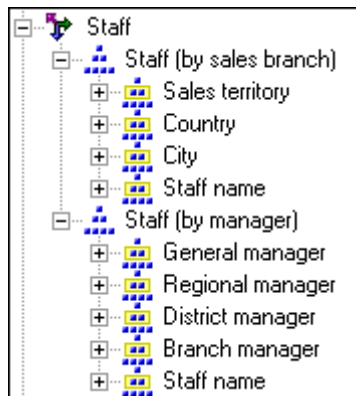 Staff
Staff (by sales branch)
Sales territory
Country
City
Staff name
Staff (by manager)
General manager
Regional manager
District manager
Branch manager
Staff name